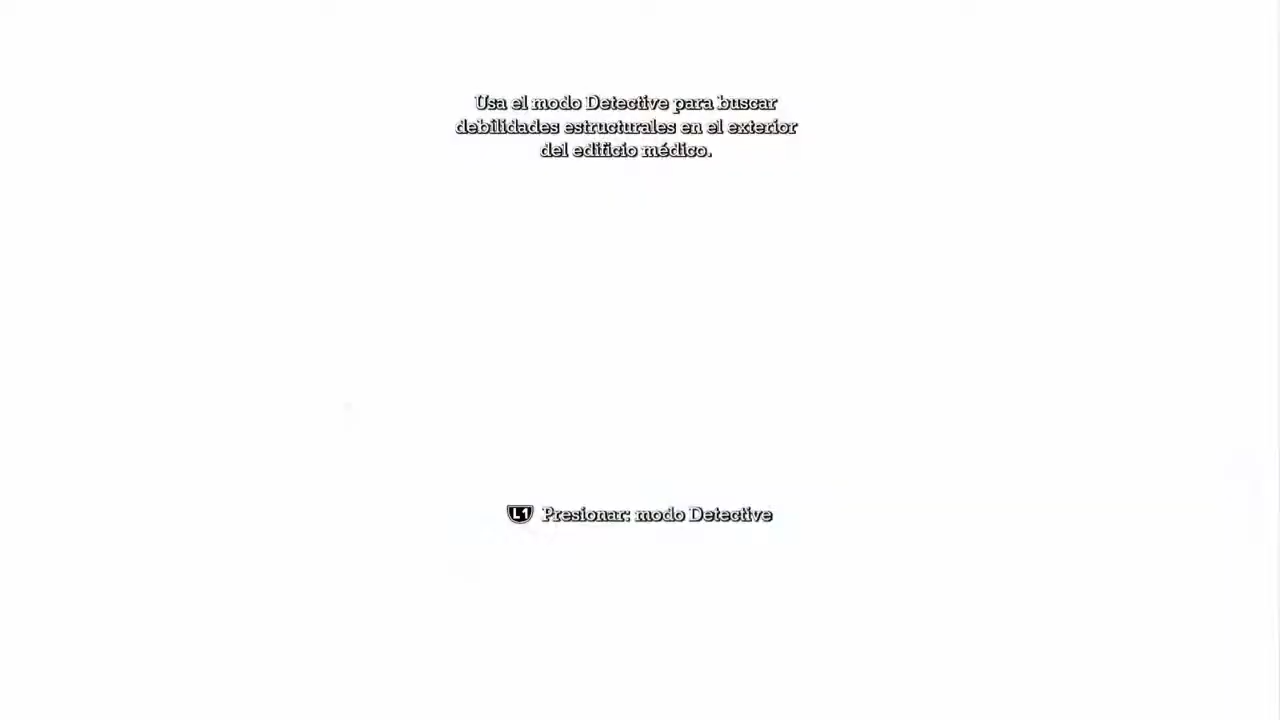 Usa el modo Detective para buscar
debilidades estructurales en el exterior
del edificio médico.
L1 Presionar: modo Detective